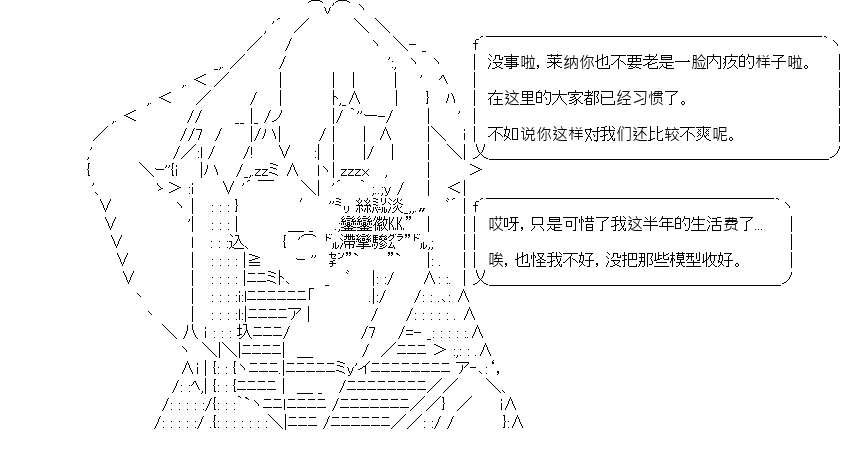 没事啦，莱纳你也不要老是一脸内疚的样子啦。
在这里的大家都已经习惯了。
不如说你这样对我们还比较不爽呢。
哎呀，只是可惜了我这半年的生活费了...
唉，也怪我不好，没把那些模型收好。